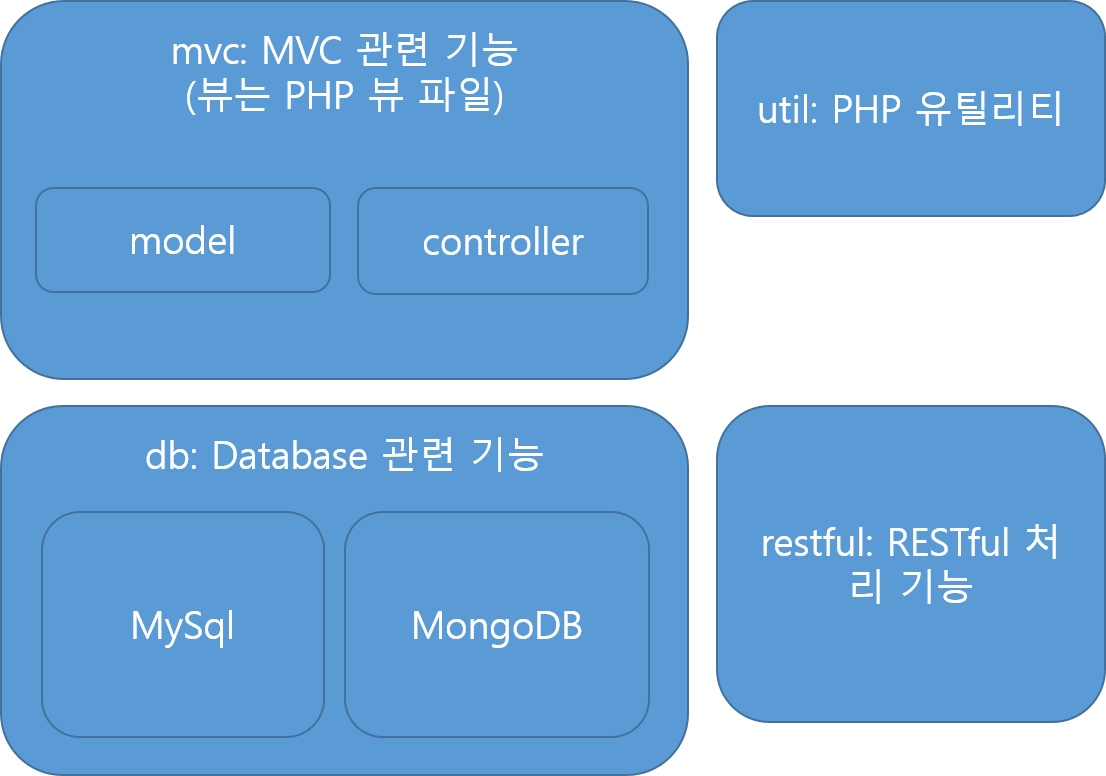 mvc: MVC 관련 기능
(뷰는 PHP 뷰 파일)
model
controller
util: PHP 유틸리티
db: Database 관련 기능
MySql
MongoDB
restful: RESTful 처
리 기능